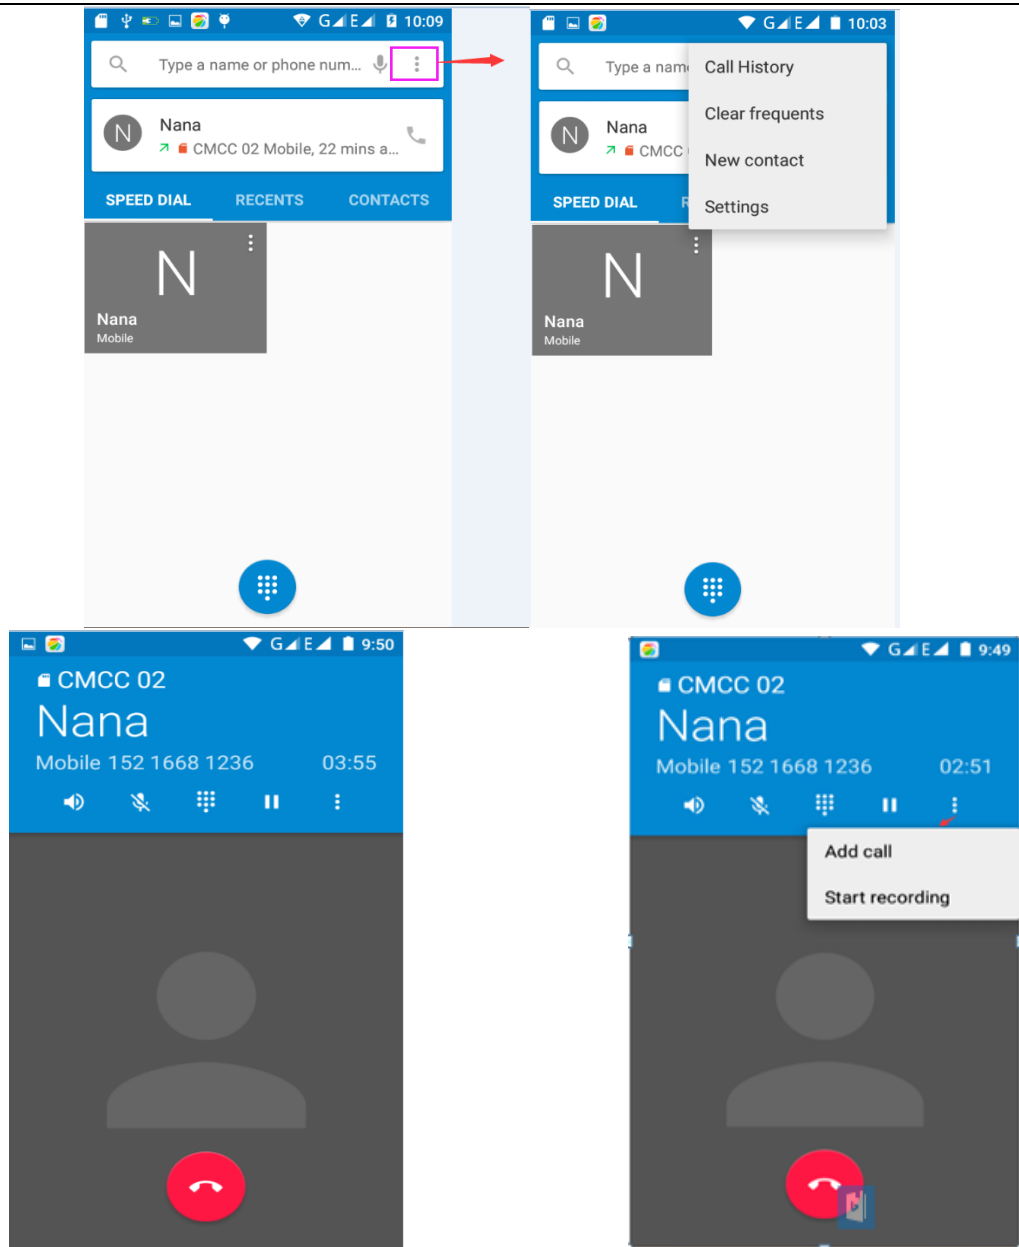 G E 10:09
Type a name or phone num...
N
Nana
CMCC 02 Mobile, 22 mins a...
SPEED DIAL RECENTS CONTACTS
N
Nana
Mobile
G E 10:03
Type a nam
Call History
Clear frequents
New contact
Settings
N
Nana
CMCC
SPEED DIAL R
N
Nana
Mobile
G E 9:50
CMCC 02
Nana
Mobile 152 1668 1236 03:55
G E 9:49
CMCC 02
Nana
Mobile 152 1668 1236 02:51
Add call
Start recording